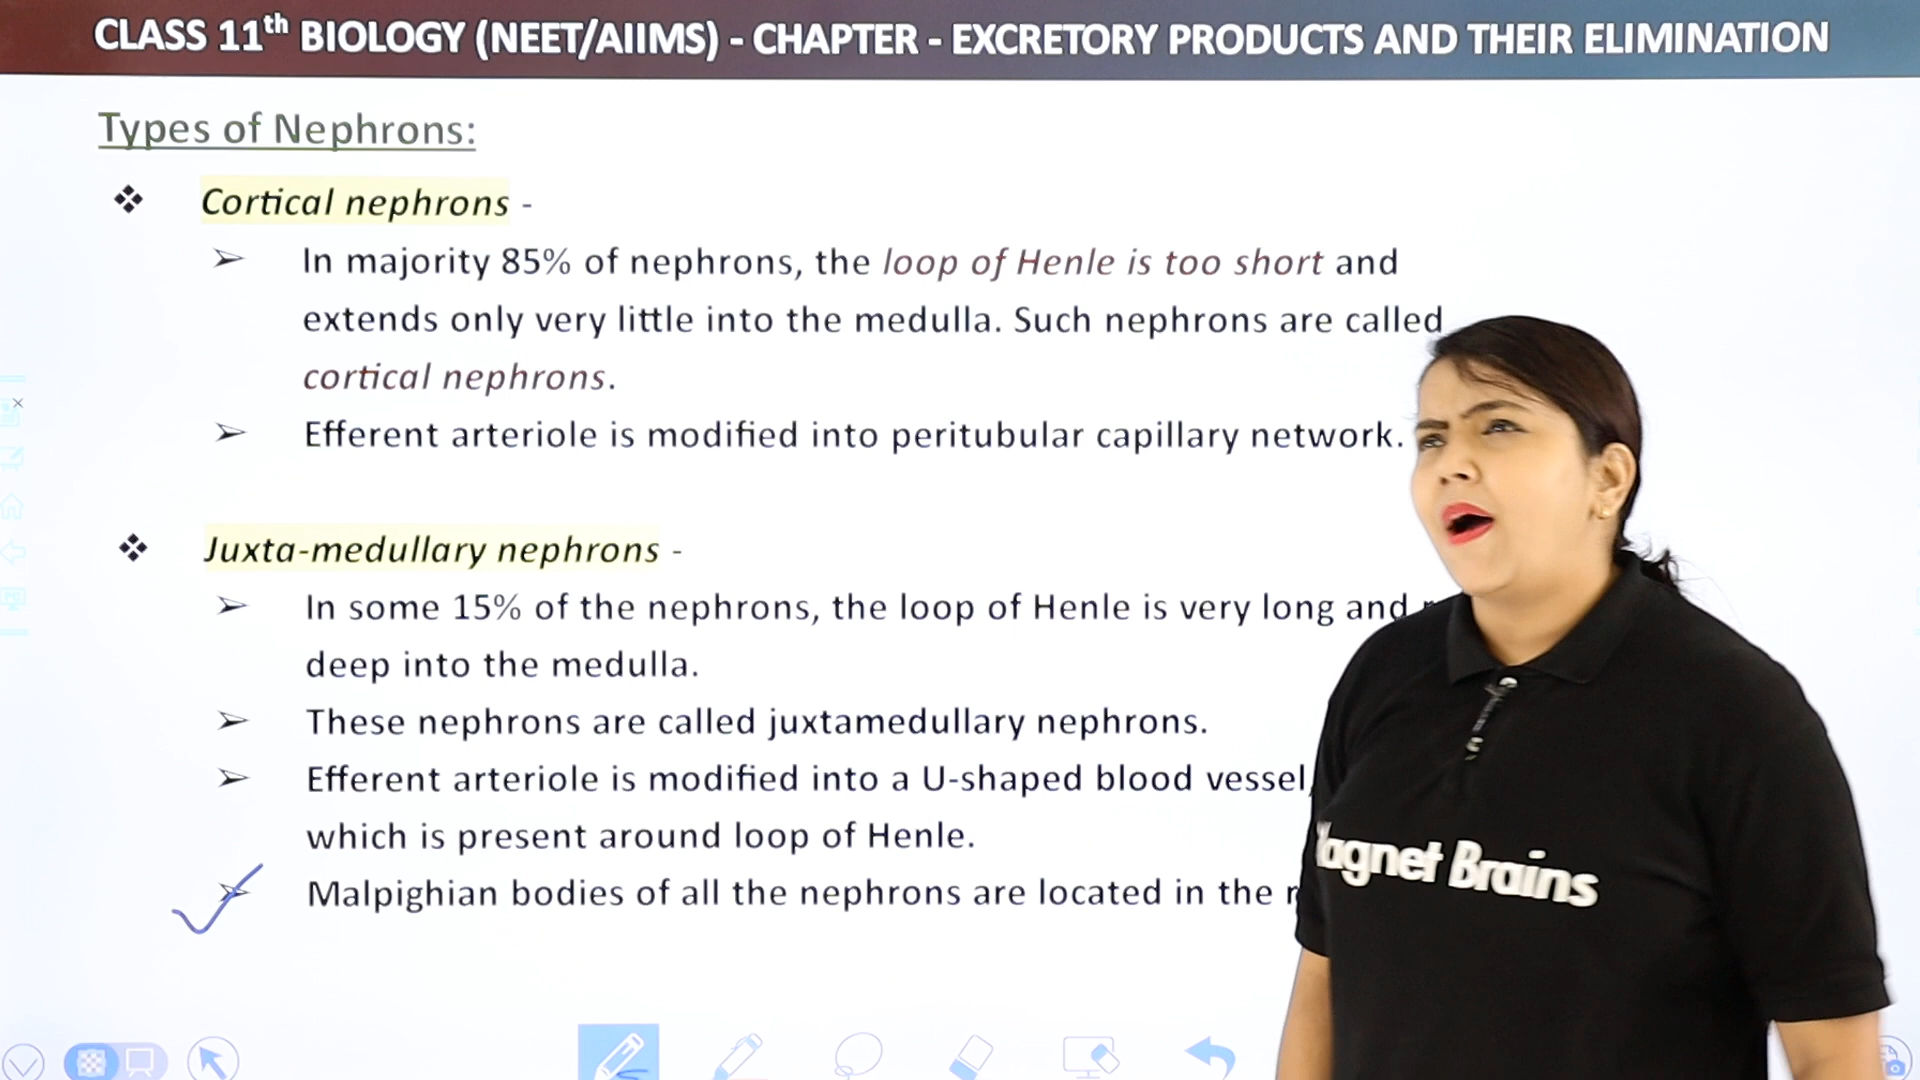 CLASS 11th BIOLOGY (NEET/AIIMS) - CHAPTER - EXCRETORY PRODUCTS AND THEIR ELIMINATION
Types of Nephrons:
Cortical nephrons -
In majority 85% of nephrons, the loop of Henle is too short and
extends only very little into the medulla. Such nephrons are called
cortical nephrons.
Efferent arteriole is modified into peritubular capillary network.
Juxta-medullary nephrons -
In some 15% of the nephrons, the loop of Henle is very long and
deep into the medulla.
These nephrons are called juxtamedullary nephrons.
Efferent arteriole is modified into a U-shaped blood vessel,
which is present around loop of Henle.
Malpighian bodies of all the nephrons are located in the
Magnet Brains